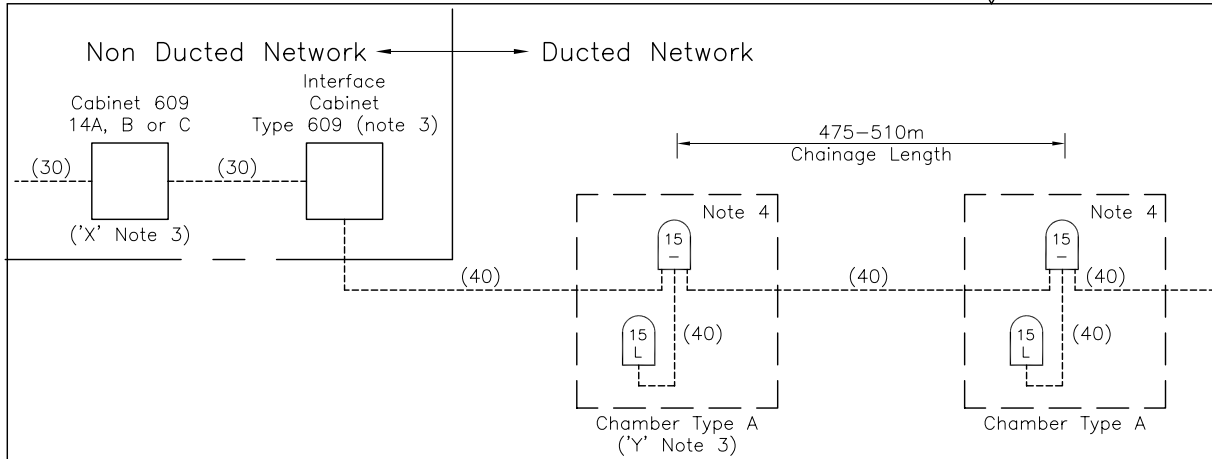 Non Ducted Network
Ducted Network
Interface
Cabinet
Type 609 (note 3)
Cabinet 609
14A, B or C
(30)
(30)
('X' Note 3)
475-510m
Chainage Length
Note 4
15
-
15
L
(40)
(40)
(40)
Chamber Type A
('Y' Note 3)
Note 4
15
-
15
L
(40)
Chamber Type A